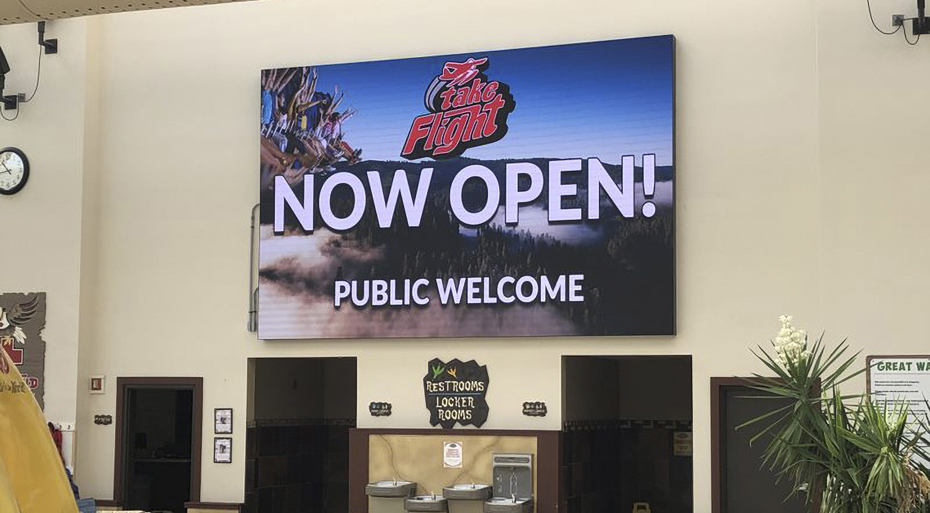 take
Flight
NOW OPEN!
PUBLIC WELCOME
RESTROOMS
LOCKER
ROOMS
GREAT WA